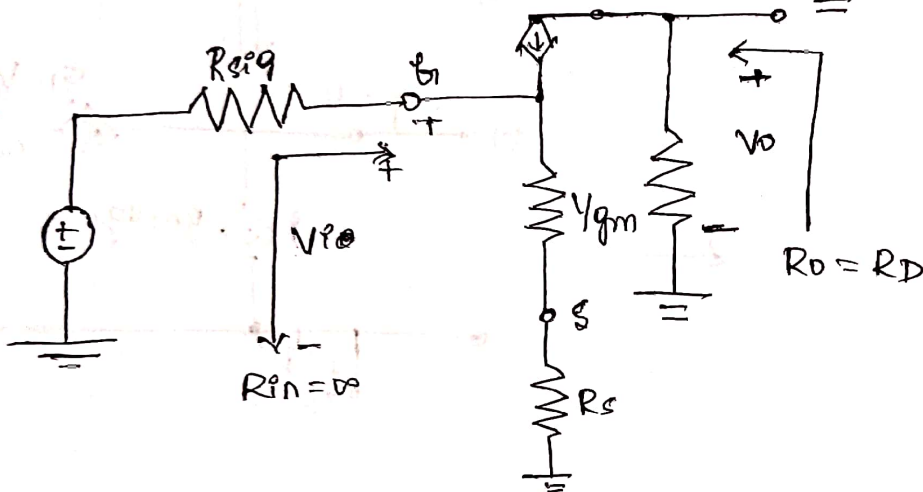 Rsig
G
+
+
Vi
-
Rin = ∞
±
1/gm
S
Rs
+
Vo
-
Ro = RD